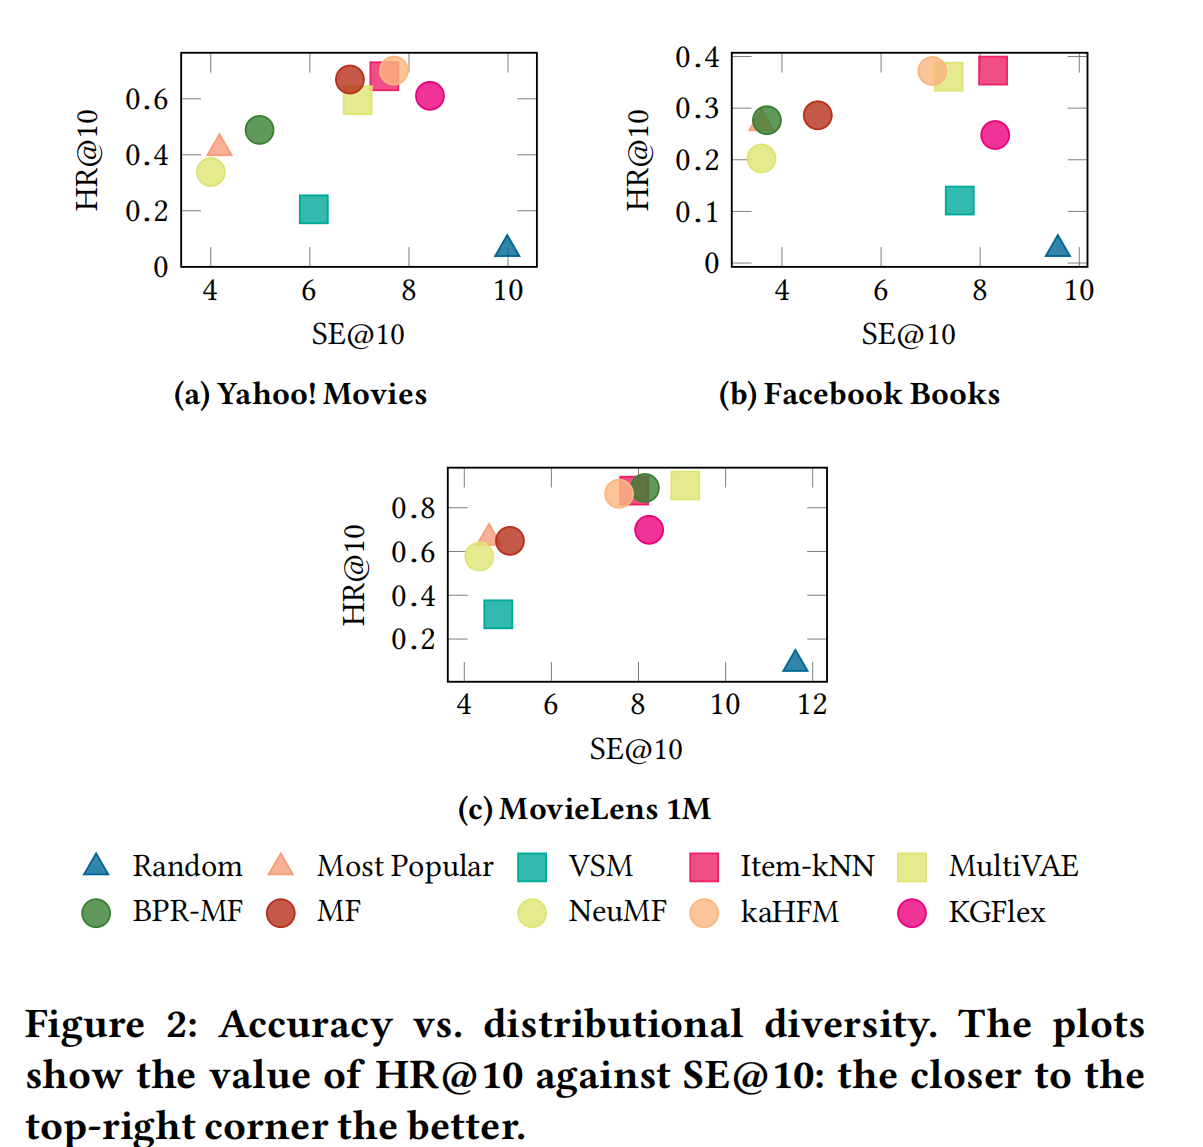 HR@10
0.6
0.4
0.2
0
4 6 8 10
SE@10
(a) Yahoo! Movies
HR@10
0.4
0.3
0.2
0.1
0
4 6 8 10
SE@10
(b) Facebook Books
HR@10
0.8
0.6
0.4
0.2
4 6 8 10 12
SE@10
(c) MovieLens 1M
Random Most Popular VSM Item-kNN MultiVAE
BPR-MF MF NeuMF kaHFM KGFlex
Figure 2: Accuracy vs. distributional diversity. The plots
show the value of HR@10 against SE@10: the closer to the
top-right corner the better.